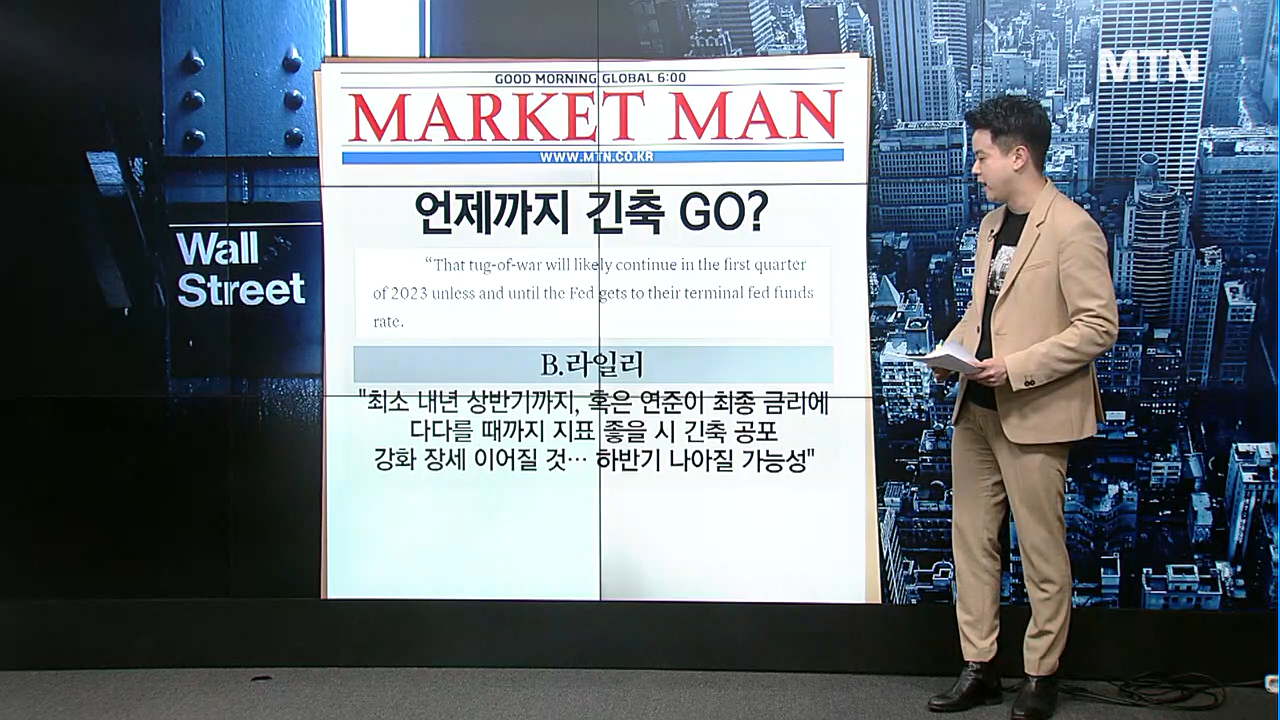 GOOD MORNING GLOBAL 6:00
MTN
MARKET MAN
WWW.MTN.CO.KR
언제까지 긴축 GO?
Wall
Street
“That tug-of-war will likely continue in the first quarter
of 2023 unless and until the Fed gets to their terminal fed funds
rate.
B.라일리
"최소 내년 상반기까지, 혹은 연준이 최종 금리에
다다를 때까지 지표 좋을 시 긴축 공포
강화 장세 이어질 것… 하반기 나아질 가능성"